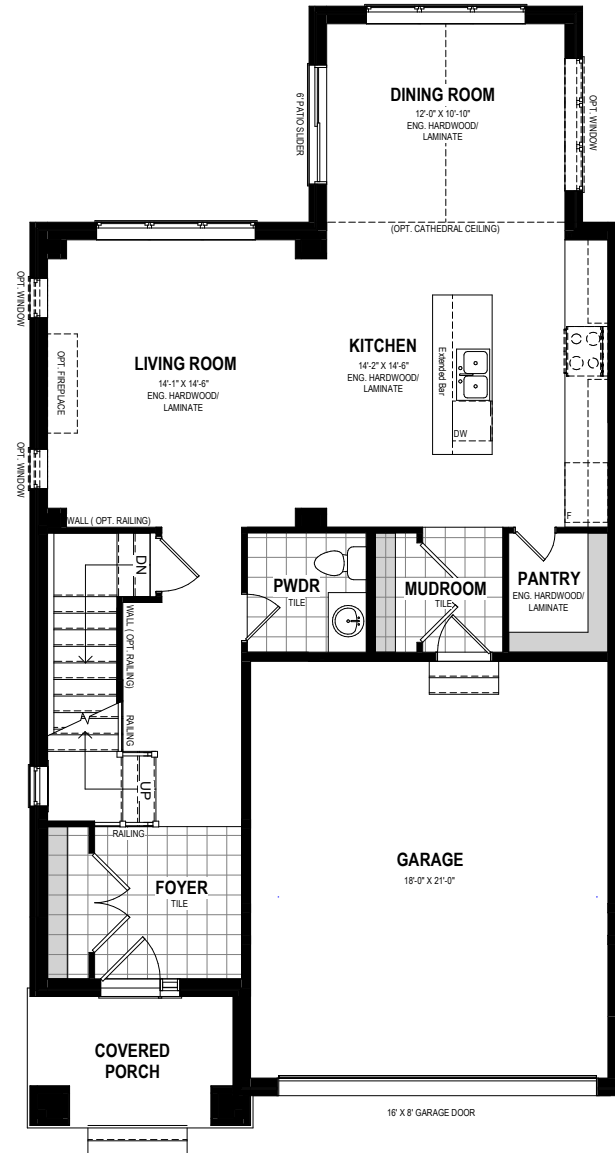 DINING ROOM
12'-0" X 10'-10"
ENG. HARDWOOD/
LAMINATE
6' PATIO SLIDER
OPT. WINDOW
(OPT. CATHEDRAL CEILING)
OPT. WINDOW
LIVING ROOM
14'-1" X 14'-6"
ENG. HARDWOOD/
LAMINATE
OPT. FIREPLACE
KITCHEN
14'-2" X 14'-6"
ENG. HARDWOOD/
LAMINATE
Extended Bar
DW
OPT. WINDOW
F
WALL ( OPT. RAILING)
DN
PWDR
TILE
MUDROOM
TILE
PANTRY
ENG. HARDWOOD/
LAMINATE
WALL ( OPT. RAILING)
RAILING
UP
RAILING
FOYER
TILE
GARAGE
18'-0" X 21'-0"
COVERED
PORCH
16' X 8' GARAGE DOOR